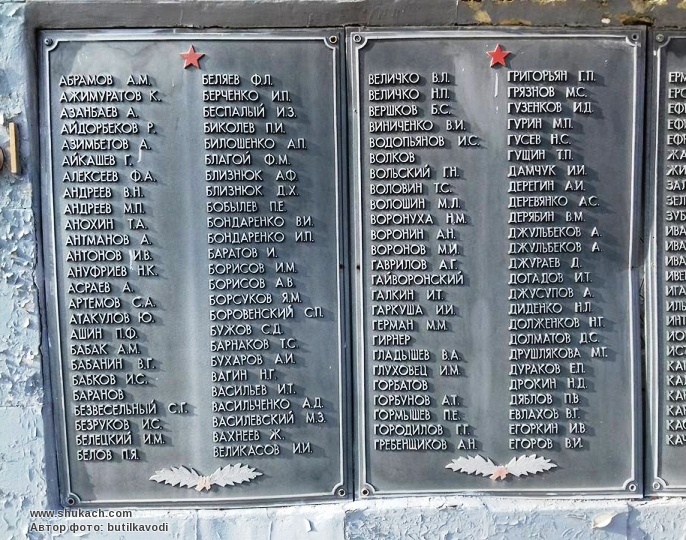 АБРАМОВ А.М.
АЖИМУРАТОВ К.
АЗАНБАЕВ А.
АЙДОРБЕКОВ Р.
АЗИМБЕТОВ А.
АЙКАШЕВ Г.
АЛЕКСЕЕВ Ф.А.
АНДРЕЕВ В.Н.
АНДРЕЕВ М.П.
АНОХИН Т.А.
АНТМАНОВ А.
АНТОНОВ И.В.
АНУФРИЕВ Н.К.
АСРАЕВ А.
АРТЕМОВ С.А.
АТАКУЛОВ Ю.
АШИН П.Ф.
БАБАК А.М.
БАБАНИН В.Г.
БАБКОВ И.С.
БАРАНОВ
БЕЗВЕСЕЛЬНЫЙ С.Г.
БЕЗРУКОВ И.С.
БЕЛЕЦКИЙ И.М.
БЕЛОВ П.Я.
БЕЛЯЕВ Ф.Л.
БЕРЧЕНКО И.П.
БЕСПАЛЫЙ И.З.
БИКОЛЕВ П.И.
БИЛОШЕНКО А.П.
БЛАГОЙ Ф.М.
БЛИЗНЮК А.Ф.
БЛИЗНЮК Д.Х.
БОБЫЛЕВ П.Е.
БОНДАРЕНКО В.И.
БОНДАРЕНКО И.П.
БАРАТОВ И.
БОРИСОВ И.М.
БОРИСОВ А.В.
БОРСУКОВ Я.М.
БОРОВЕНСКИЙ С.П.
БУЖОВ С.Д.
БАРНАКОВ Т.С.
БУХАРОВ А.И.
ВАГИН Н.Г.
ВАСИЛЬЕВ И.Т.
ВАСИЛЬЧЕНКО А.Д.
ВАСИЛЕВСКИЙ М.З.
ВАХНЕЕВ Ж.
ВЕЛИКАСОВ И.И.
ВЕЛИЧКО В.Л.
ВЕЛИЧКО Н.П.
ВЕРШКОВ Б.С.
ВИНИЧЕНКО В.И.
ВОДОПЬЯНОВ И.С.
ВОЛКОВ
ВОЛЬСКИЙ Г.Н.
ВОЛОВИН Т.С.
ВОЛОШИН М.Л.
ВОРОНУХА Н.М.
ВОРОНИН А.Н.
ВОРОНОВ М.И.
ГАВРИЛОВ А.Г.
ГАЙВОРОНСКИЙ
ГАЛКИН И.Т.
ГАРКУША И.И.
ГЕРМАН М.М.
ГИРНЕР
ГЛАДЫШЕВ В.А.
ГЛУХОВЕЦ И.М.
ГОРБАТОВ
ГОРБУНОВ А.Т.
ГОРМЫШЕВ П.Е.
ГОРОДИЛОВ Г.Г.
ГРЕБЕНЩИКОВ А.Н.
ГРИГОРЬЯН Г.П.
ГРЯЗНОВ М.С.
ГУЗЕНКОВ И.Д.
ГУРИН М.П.
ГУСЕВ Н.С.
ГУЩИН Т.П.
ДАМЧУК И.И.
ДЕРЕГИН А.И.
ДЕРЕВЯНКО А.С.
ДЕРЯБИН В.М.
ДЖУЛЬБЕКОВ А.
ДЖУЛЬБЕКОВ А.
ДЖУРАЕВ Д.
ДОГАДОВ И.Т.
ДЖУСУПОВ А.
ДИДЕНКО Н.Л.
ДОЛЖЕНКОВ Н.Г.
ДОЛМАТОВ Д.С.
ДРУШЛЯКОВА М.Г.
ДУРАКОВ Е.П.
ДРОКИН Н.Д.
ДЯБЛОВ П.В.
ЕВЛАХОВ В.Г.
ЕГОРКИН И.В.
ЕГОРОВ В.И.
www.shukach.com
Автор фото: butilkavodi